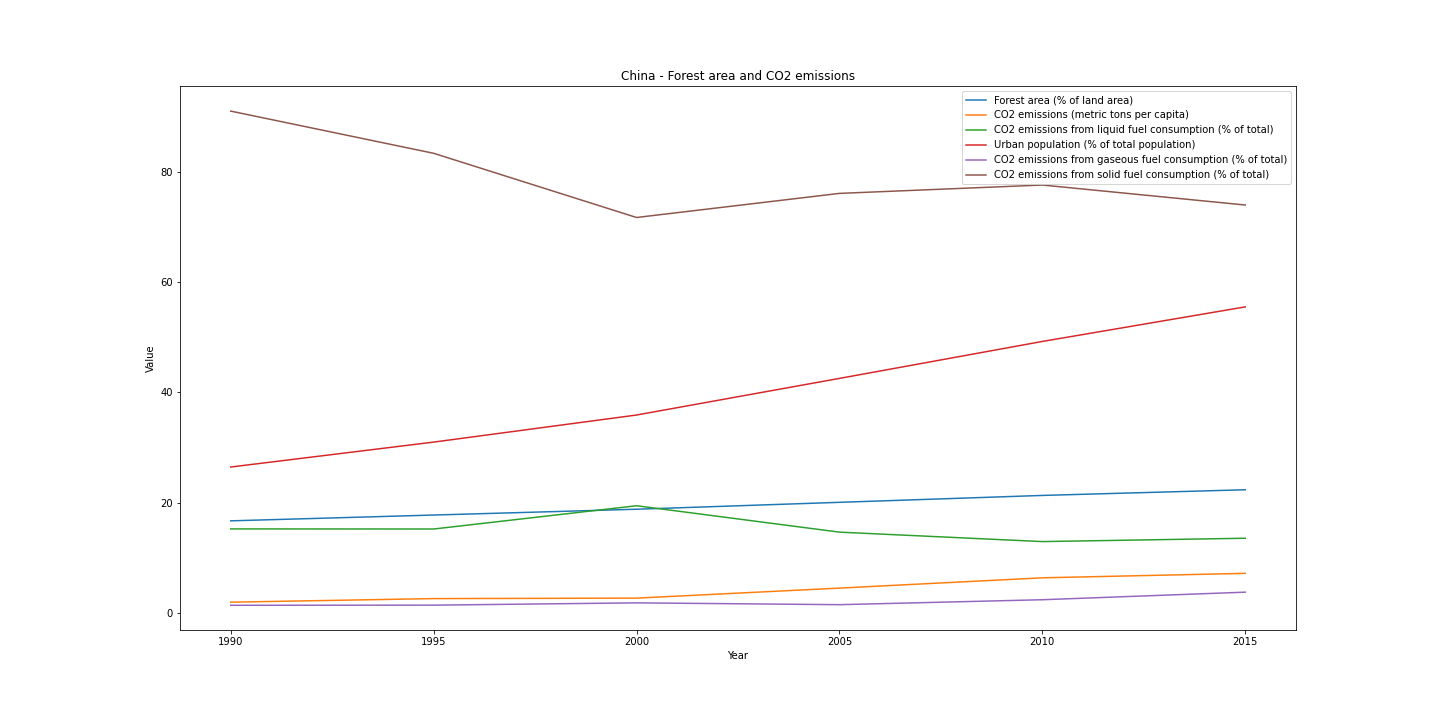 China - Forest area and CO2 emissions
Forest area (% of land area)
CO2 emissions (metric tons per capita)
CO2 emissions from liquid fuel consumption (% of total)
Urban population (% of total population)
CO2 emissions from gaseous fuel consumption (% of total)
CO2 emissions from solid fuel consumption (% of total)
80
60
40
20
0
Value
1990 1995 2000 2005 2010 2015
Year